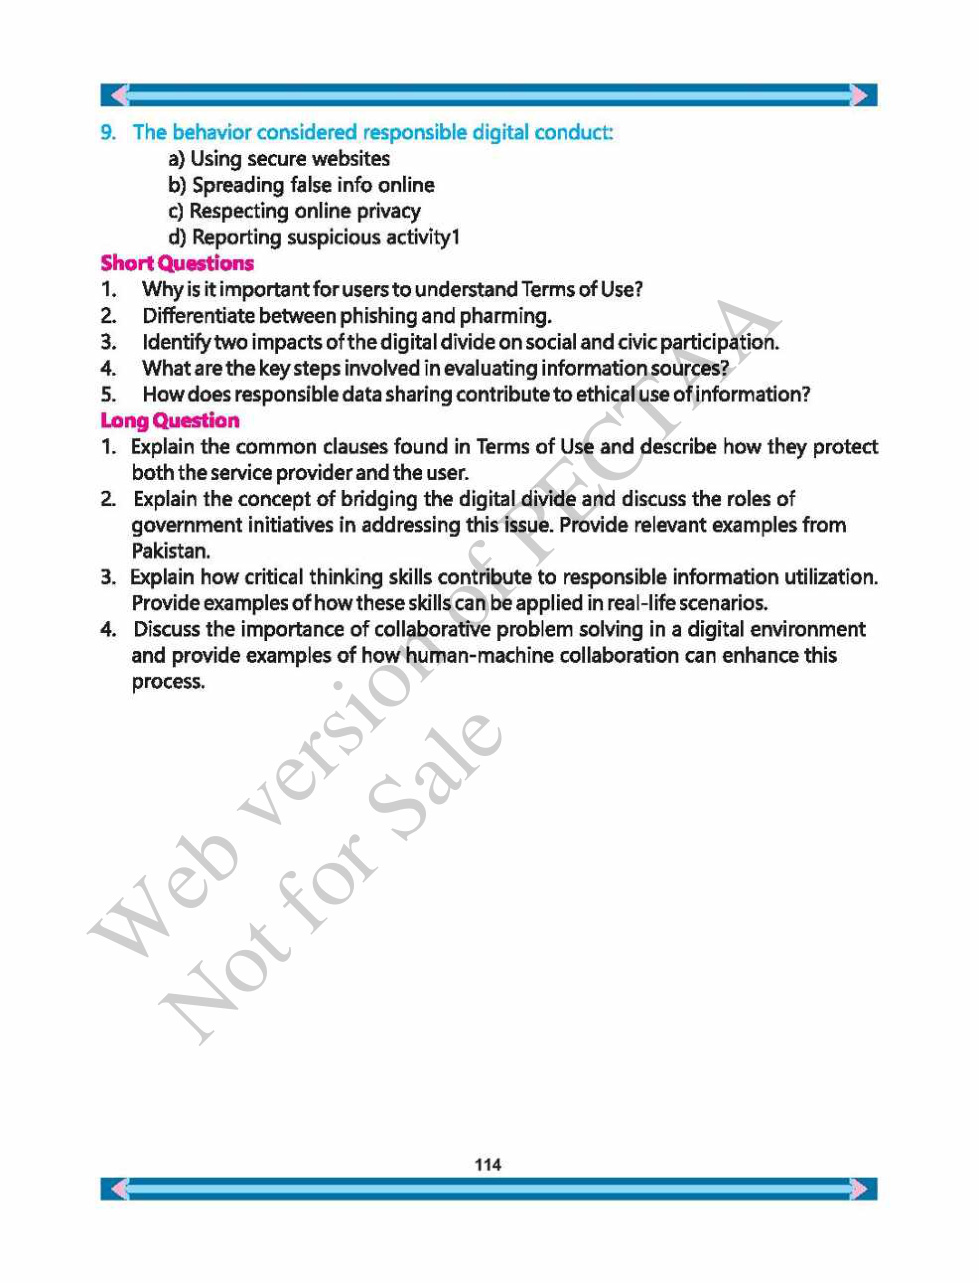 9. The behavior considered responsible digital conduct:
a) Using secure websites
b) Spreading false info online
c) Respecting online privacy
d) Reporting suspicious activity1
Short Questions
1. Why is it important for users to understand Terms of Use?
2. Differentiate between phishing and pharming.
3. Identify two impacts of the digital divide on social and civic participation.
4. What are the key steps involved in evaluating information sources?
5. How does responsible data sharing contribute to ethical use of information?
Long Question
1. Explain the common clauses found in Terms of Use and describe how they protect
both the service provider and the user.
2. Explain the concept of bridging the digital divide and discuss the roles of
government initiatives in addressing this issue. Provide relevant examples from
Pakistan.
3. Explain how critical thinking skills contribute to responsible information utilization.
Provide examples of how these skills can be applied in real-life scenarios.
4. Discuss the importance of collaborative problem solving in a digital environment
and provide examples of how human-machine collaboration can enhance this
process.
Web version of PECTAA
Not for Sale
114